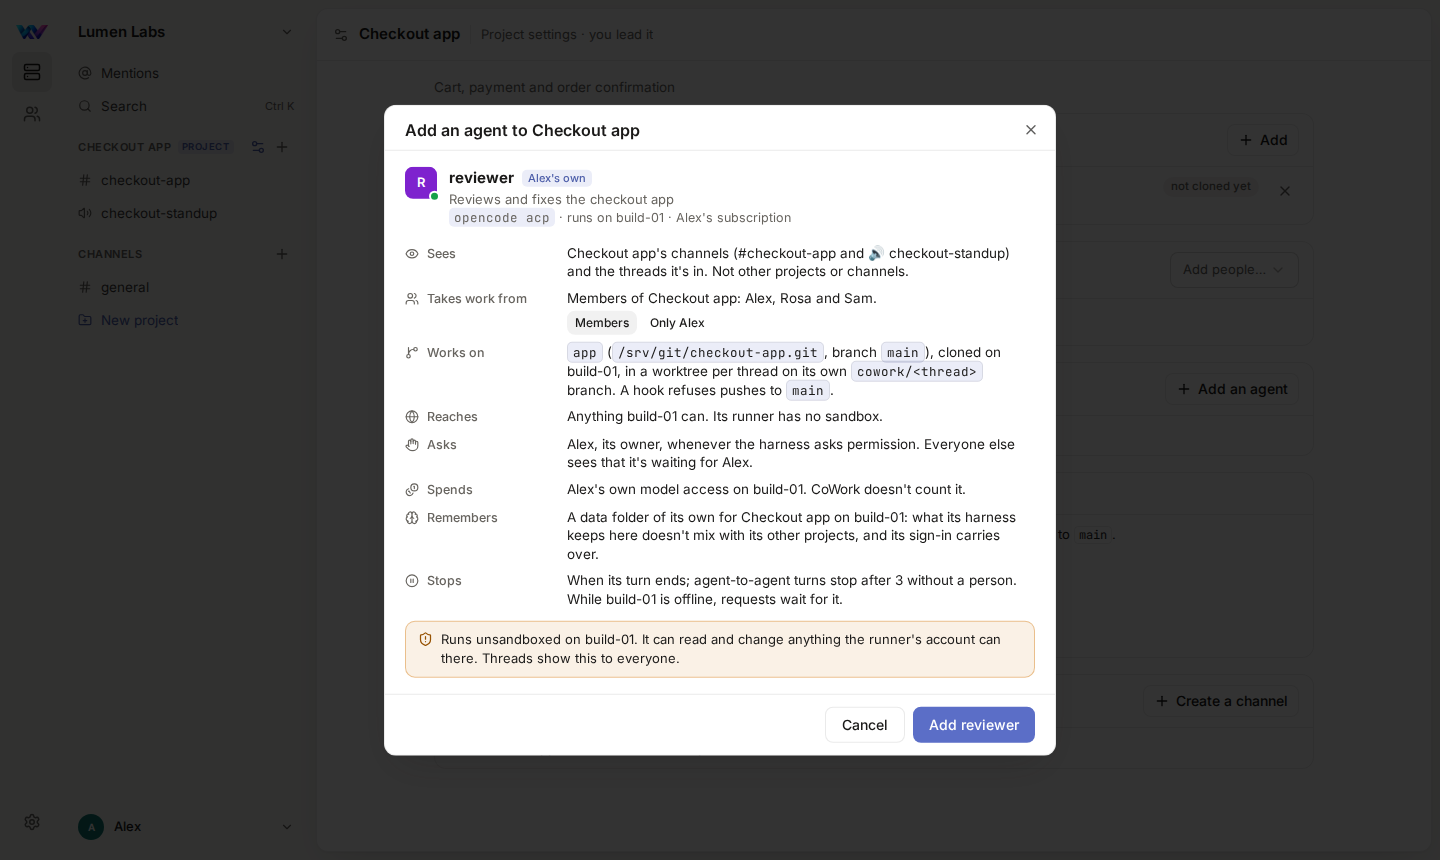 Lumen Labs
Mentions
Search
Ctrl K
CHECKOUT APP PROJECT
checkout-app
checkout-standup
CHANNELS
general
New project
A Alex
Checkout app Project settings · you lead it
Cart, payment and order confirmation
Add
not cloned yet
Add people...
Add an agent
to main.
Create a channel
Add an agent to Checkout app
R
reviewer Alex's own
Reviews and fixes the checkout app
opencode acp · runs on build-01 · Alex's subscription
Sees
Checkout app's channels (#checkout-app and 🔊 checkout-standup)
and the threads it's in. Not other projects or channels.
Takes work from
Members of Checkout app: Alex, Rosa and Sam.
Members Only Alex
Works on
app (/srv/git/checkout-app.git, branch main), cloned on
build-01, in a worktree per thread on its own cowork/<thread>
branch. A hook refuses pushes to main.
Reaches
Anything build-01 can. Its runner has no sandbox.
Asks
Alex, its owner, whenever the harness asks permission. Everyone else
sees that it's waiting for Alex.
Spends
Alex's own model access on build-01. CoWork doesn't count it.
Remembers
A data folder of its own for Checkout app on build-01: what its harness
keeps here doesn't mix with its other projects, and its sign-in carries
over.
Stops
When its turn ends; agent-to-agent turns stop after 3 without a person.
While build-01 is offline, requests wait for it.
Runs unsandboxed on build-01. It can read and change anything the runner's account can
there. Threads show this to everyone.
Cancel
Add reviewer